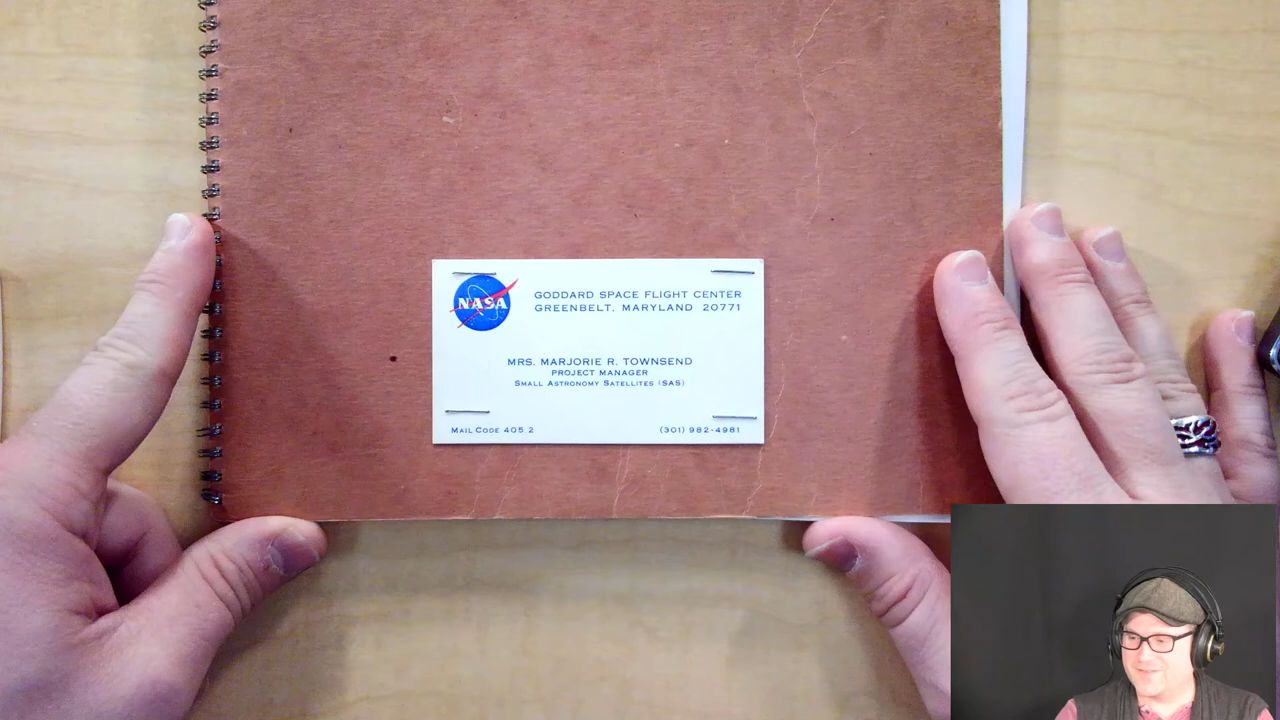 NASA
GODDARD SPACE FLIGHT CENTER
GREENBELT, MARYLAND 20771
MRS. MARJORIE R. TOWNSEND
PROJECT MANAGER
SMALL ASTRONOMY SATELLITES (SAS)
MAIL CODE 405.2
(301) 982-4981